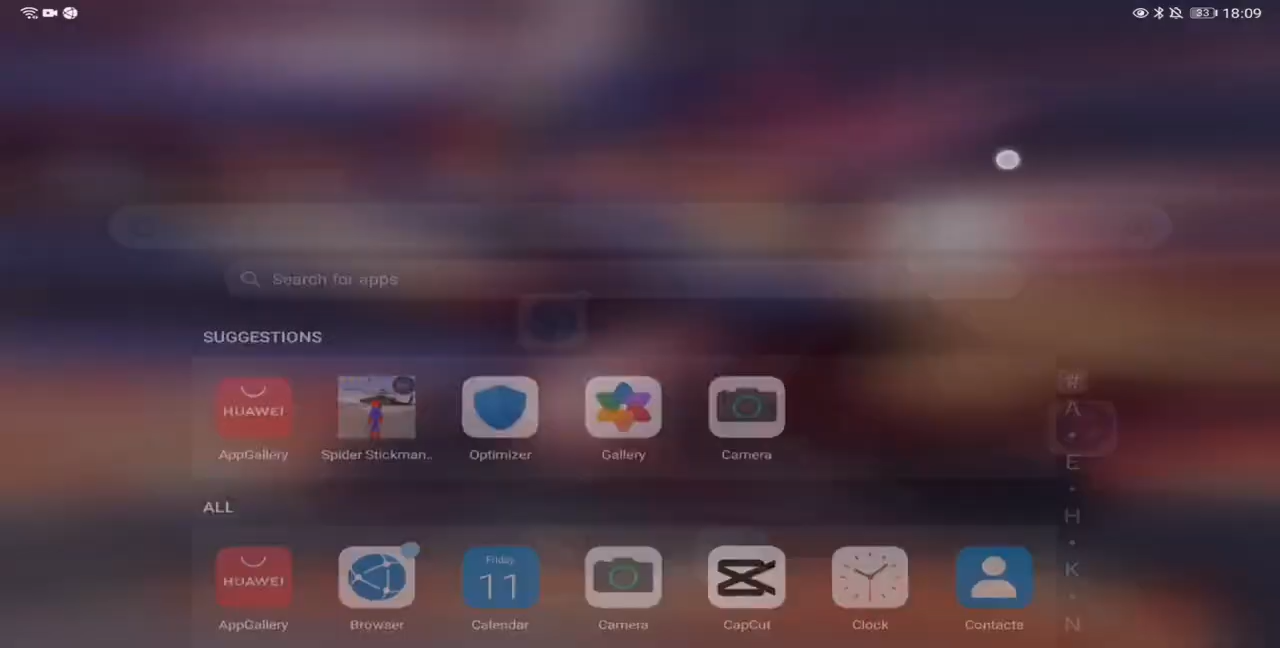 33 18:09
Search for apps
SUGGESTIONS
HUAWEI
AppGallery Spider Stickman.. Optimizer Gallery Camera
ALL
Friday
HUAWEI 11
AppGallery Browser Calendar Camera CapCut Clock Contacts
#
A
E
H
K
N